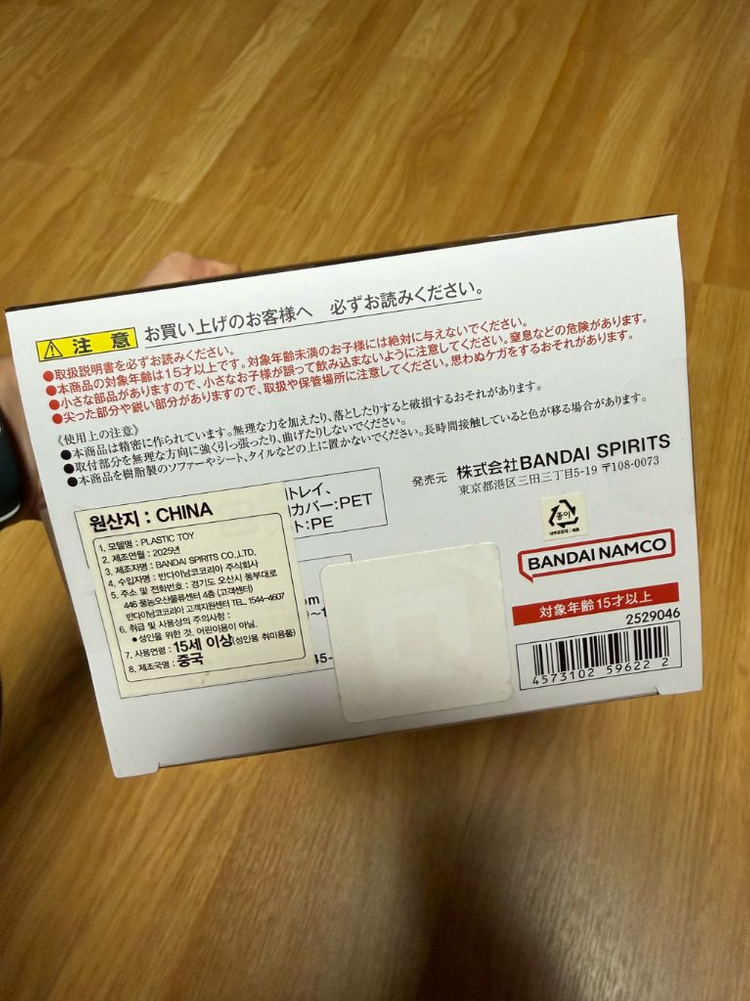 注意 お買い上げのお客様へ 必ずお読みください。
●取扱説明書を必ずお読みください。
●本商品の対象年齢は15才以上です。対象年齢未満のお子様には絶対に与えないでください。
●小さな部品がありますので、小さなお子様が誤って飲み込まないように注意してください。窒息などの危険があります。
●尖った部分や鋭い部分がありますので、取扱や保管場所に注意してください。思わぬケガをするおそれがあります。
《使用上の注意》
●本商品は精密に作られています。無理な力を加えたり、落としたりすると破損するおそれがあります。
●取付部分を無理な方向に強く引っ張ったり、曲げたりしないでください。
●本商品を樹脂製のソファーやシート、タイルなどの上に置かないでください。長時間接触していると色が移る場合があります。
トレイ、
カバー:PET
ト:PE
発売元 株式会社BANDAI SPIRITS
東京都港区三田三丁目5-19 〒108-0073
원산지 : CHINA
1. 모델명 : PLASTIC TOY
2. 제조연월 : 2025년
3. 제조자명 : BANDAI SPIRITS CO.,LTD.
4. 수입자명 : 반다이남코코리아 주식회사
5. 주소 및 전화번호 : 경기도 오산시 동부대로
446 풍농오산물류센터 4층 (고객센터)
반다이남코코리아 고객지원센터 TEL. 1544-4607
6. 취급 및 사용상의 주의사항 :
●성인을 위한 것. 어린이용이 아님.
7. 사용연령 : 15세 이상(성인용 취미용품)
8. 제조국명 : 중국
om
45-
종이
BANDAI NAMCO
対象年齢15才以上
2529046
4573102 59622 2